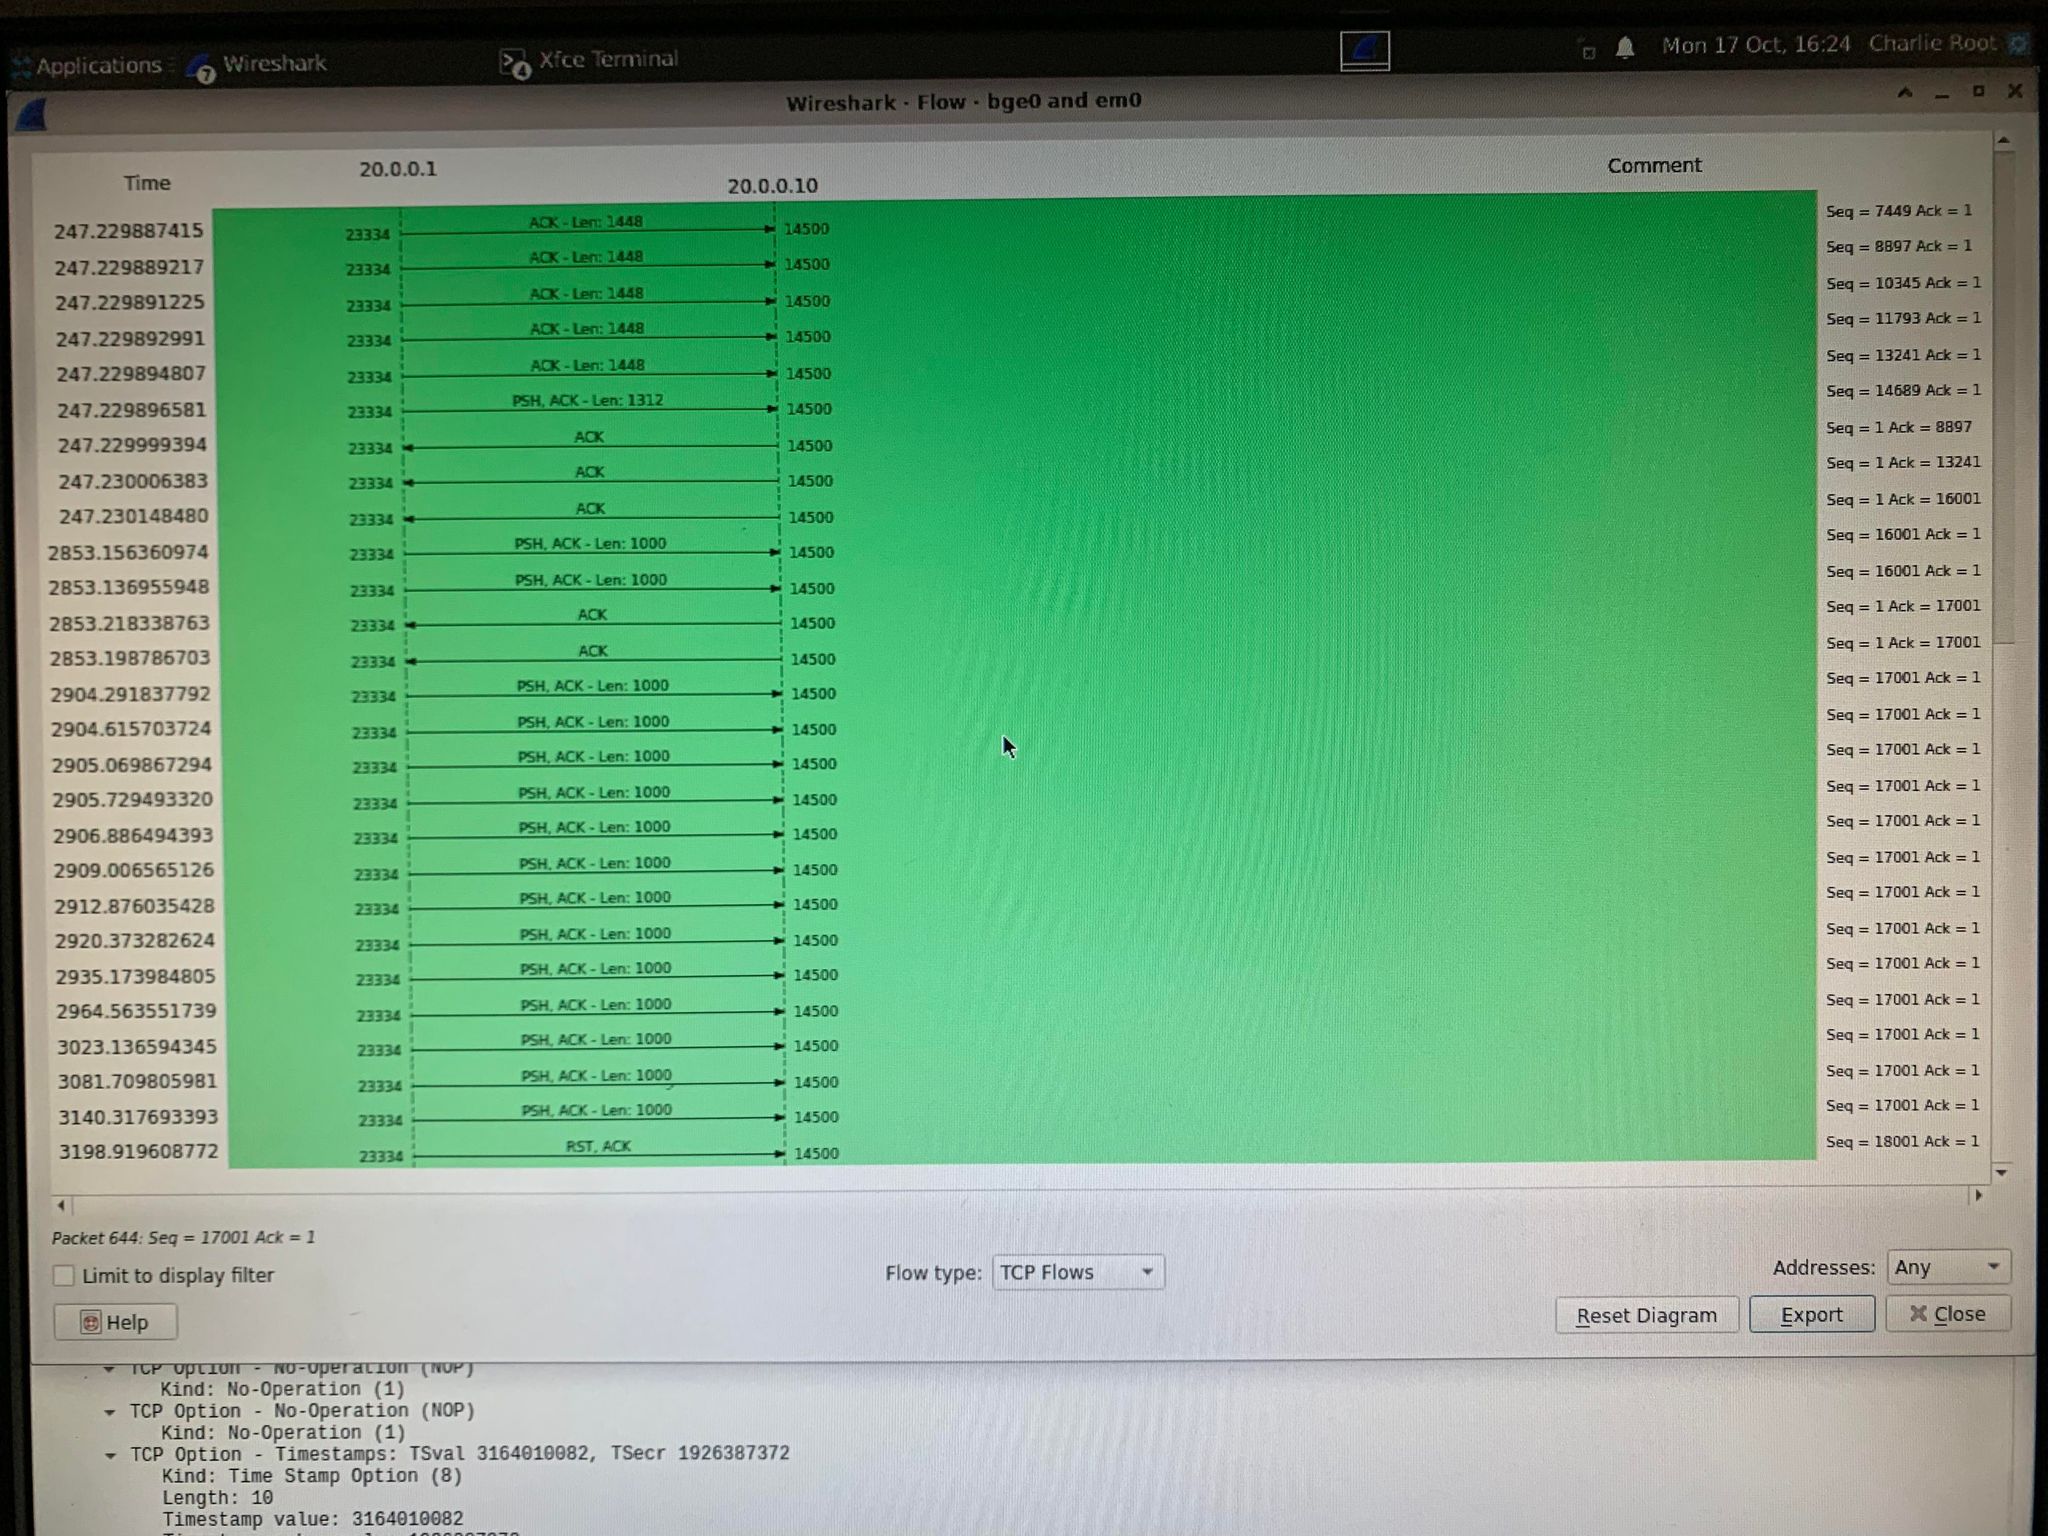 Applications
7 Wireshark
4 Xfce Terminal
Mon 17 Oct, 16:24 Charlie Root
Wireshark · Flow · bge0 and em0
Time 20.0.0.1 20.0.0.10 Comment
247.229887415 23334 ACK - Len: 1448 14500 Seq = 7449 Ack = 1
247.229889217 23334 ACK - Len: 1448 14500 Seq = 8897 Ack = 1
247.229891225 23334 ACK - Len: 1448 14500 Seq = 10345 Ack = 1
247.229892991 23334 ACK - Len: 1448 14500 Seq = 11793 Ack = 1
247.229894807 23334 ACK - Len: 1448 14500 Seq = 13241 Ack = 1
247.229896581 23334 PSH, ACK - Len: 1312 14500 Seq = 14689 Ack = 1
247.229999394 23334 ACK 14500 Seq = 1 Ack = 8897
247.230006383 23334 ACK 14500 Seq = 1 Ack = 13241
247.230148480 23334 ACK 14500 Seq = 1 Ack = 16001
2853.156360974 23334 PSH, ACK - Len: 1000 14500 Seq = 16001 Ack = 1
2853.136955948 23334 PSH, ACK - Len: 1000 14500 Seq = 16001 Ack = 1
2853.218338763 23334 ACK 14500 Seq = 1 Ack = 17001
2853.198786703 23334 ACK 14500 Seq = 1 Ack = 17001
2904.291837792 23334 PSH, ACK - Len: 1000 14500 Seq = 17001 Ack = 1
2904.615703724 23334 PSH, ACK - Len: 1000 14500 Seq = 17001 Ack = 1
2905.069867294 23334 PSH, ACK - Len: 1000 14500 Seq = 17001 Ack = 1
2905.729493320 23334 PSH, ACK - Len: 1000 14500 Seq = 17001 Ack = 1
2906.886494393 23334 PSH, ACK - Len: 1000 14500 Seq = 17001 Ack = 1
2909.006565126 23334 PSH, ACK - Len: 1000 14500 Seq = 17001 Ack = 1
2912.876035428 23334 PSH, ACK - Len: 1000 14500 Seq = 17001 Ack = 1
2920.373282624 23334 PSH, ACK - Len: 1000 14500 Seq = 17001 Ack = 1
2935.173984805 23334 PSH, ACK - Len: 1000 14500 Seq = 17001 Ack = 1
2964.563551739 23334 PSH, ACK - Len: 1000 14500 Seq = 17001 Ack = 1
3023.136594345 23334 PSH, ACK - Len: 1000 14500 Seq = 17001 Ack = 1
3081.709805981 23334 PSH, ACK - Len: 1000 14500 Seq = 17001 Ack = 1
3140.317693393 23334 PSH, ACK - Len: 1000 14500 Seq = 17001 Ack = 1
3198.919608772 23334 RST, ACK 14500 Seq = 18001 Ack = 1
Packet 644: Seq = 17001 Ack = 1
Limit to display filter Flow type: TCP Flows Addresses: Any
Help Reset Diagram Export Close
TCP Option - No-Operation (NOP)
Kind: No-Operation (1)
TCP Option - No-Operation (NOP)
Kind: No-Operation (1)
TCP Option - Timestamps: TSval 3164010082, TSecr 1926387372
Kind: Time Stamp Option (8)
Length: 10
Timestamp value: 3164010082